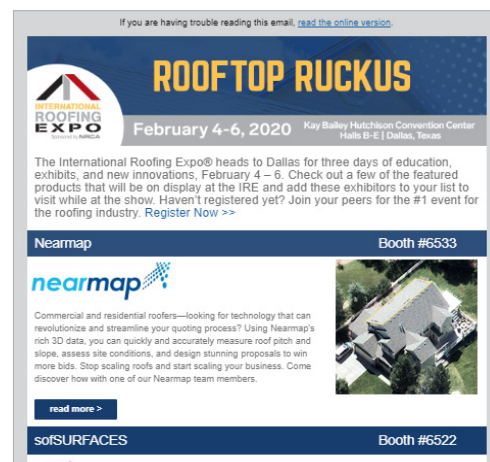 If you are having trouble reading this email, read the online version.
ROOFTOP RUCKUS
INTERNATIONAL
ROOFING
EXPO
Sponsored by NRCA
February 4-6, 2020
Kay Bailey Hutchison Convention Center
Halls B-E | Dallas, Texas
The International Roofing Expo® heads to Dallas for three days of education,
exhibits, and new innovations, February 4 – 6. Check out a few of the featured
products that will be on display at the IRE and add these exhibitors to your list to
visit while at the show. Haven't registered yet? Join your peers for the #1 event for
the roofing industry. Register Now >>
Nearmap Booth #6533
nearmap
Commercial and residential roofers—looking for technology that can
revolutionize and streamline your quoting process? Using Nearmap's
rich 3D data, you can quickly and accurately measure roof pitch and
slope, assess site conditions, and design stunning proposals to win
more bids. Stop scaling roofs and start scaling your business. Come
discover how with one of our Nearmap team members.
read more >
sofSURFACES Booth #6522